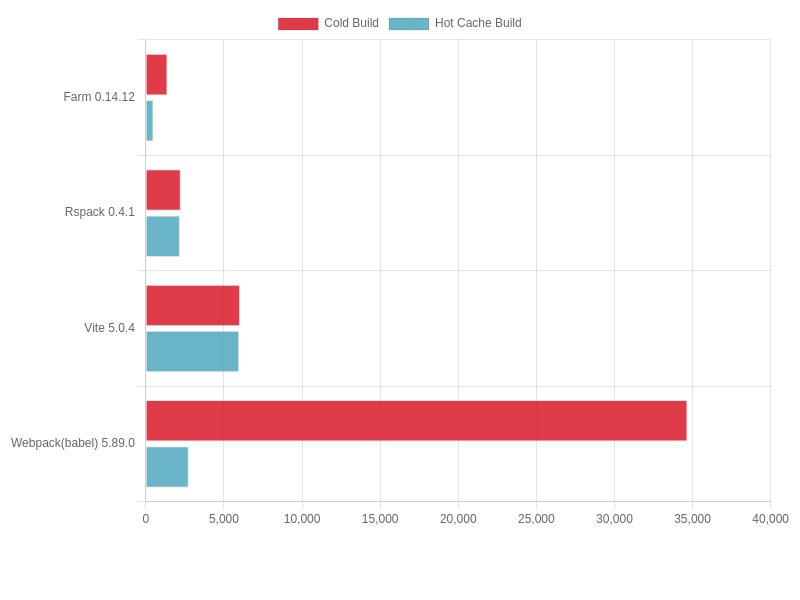 Cold Build
Hot Cache Build
Farm 0.14.12
Rspack 0.4.1
Vite 5.0.4
Webpack(babel) 5.89.0
0 5,000 10,000 15,000 20,000 25,000 30,000 35,000 40,000